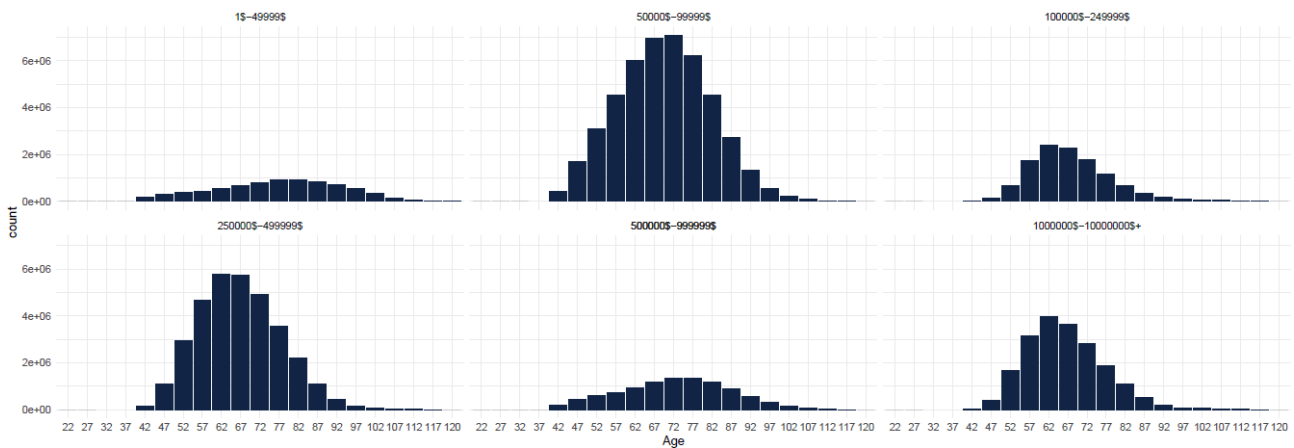 1$−49999$
50000$−99999$
100000$−249999$
6e+06
4e+06
2e+06
0e+00
250000$−499999$
500000$−999999$
1000000$−10000000$+
6e+06
4e+06
2e+06
0e+00
count
22 27 32 37 42 47 52 57 62 67 72 77 82 87 92 97 102 107 112 117 120
22 27 32 37 42 47 52 57 62 67 72 77 82 87 92 97 102 107 112 117 120
22 27 32 37 42 47 52 57 62 67 72 77 82 87 92 97 102 107 112 117 120
Age